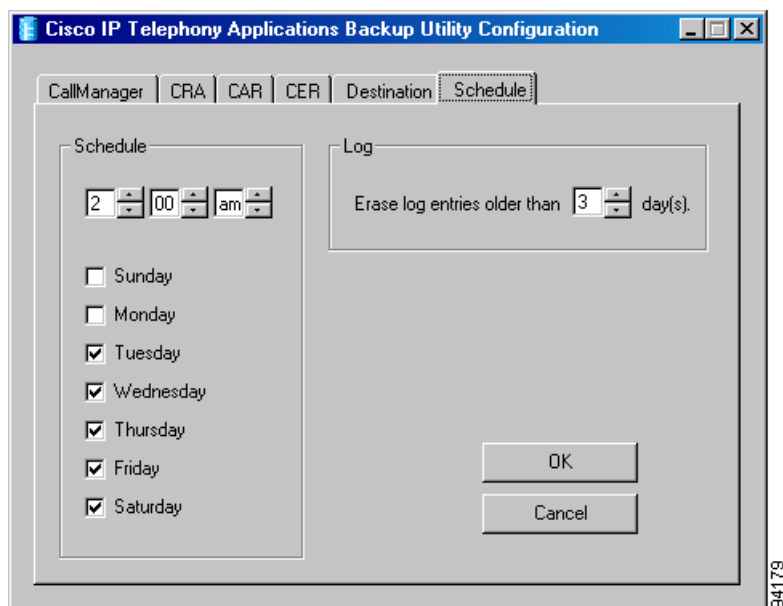 Cisco IP Telephony Applications Backup Utility Configuration
CallManager CRA CAR CER Destination Schedule
Schedule
2 00 am
Sunday
Monday
Tuesday
Wednesday
Thursday
Friday
Saturday
Log
Erase log entries older than 3 day(s).
OK
Cancel
94179